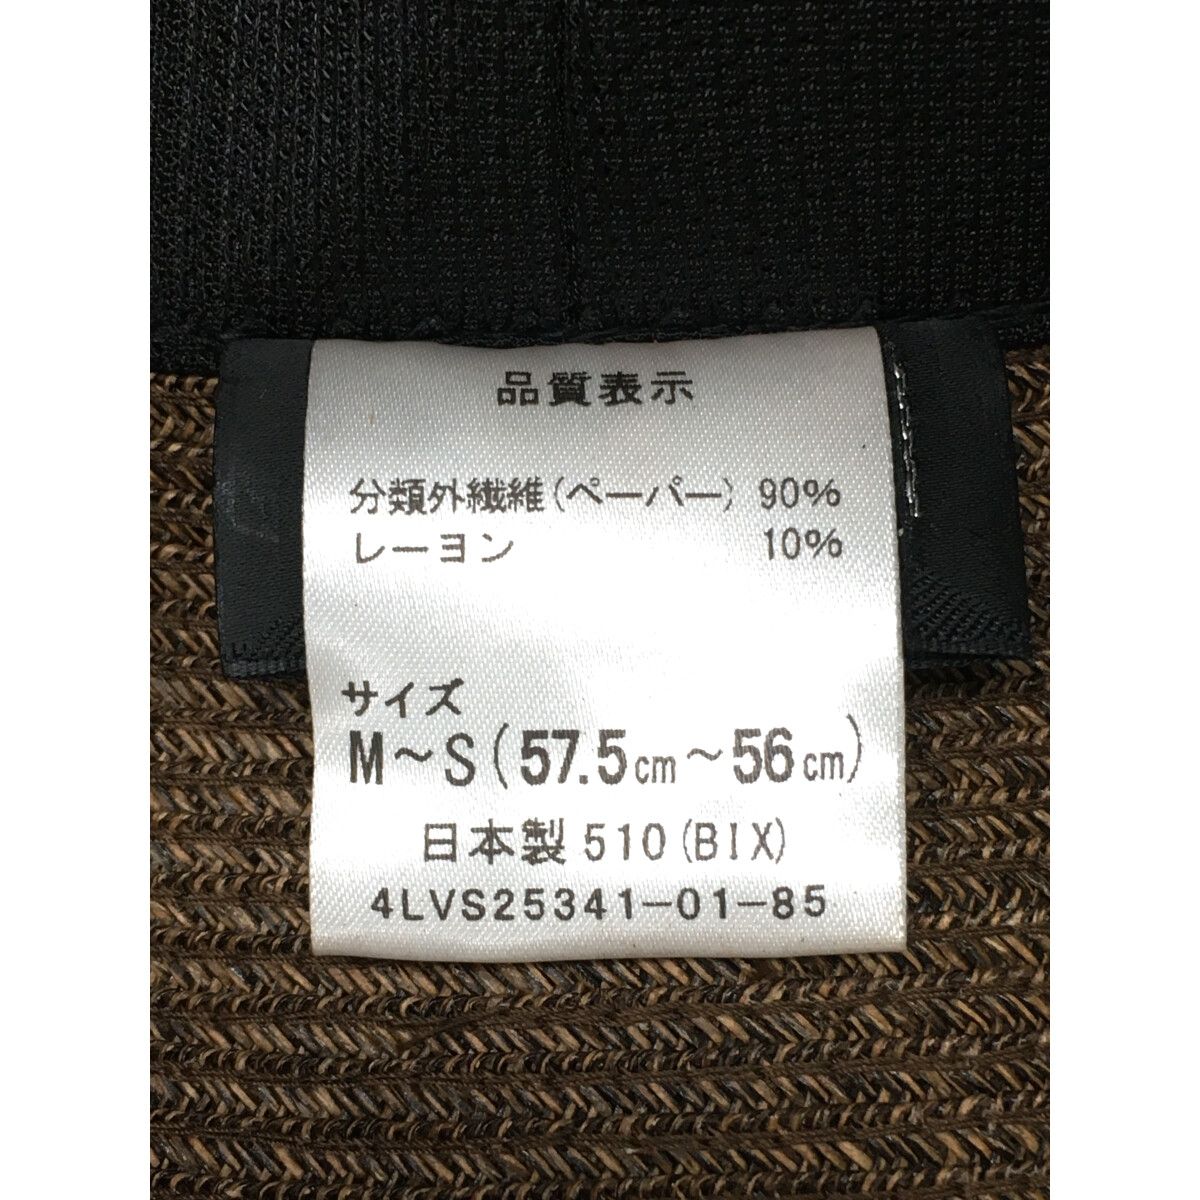 品質表示
分類外繊維(ペーパー) 90%
レーヨン 10%
サイズ
M～S(57.5cm～56cm)
日本製 510(BIX)
4LVS25341-01-85